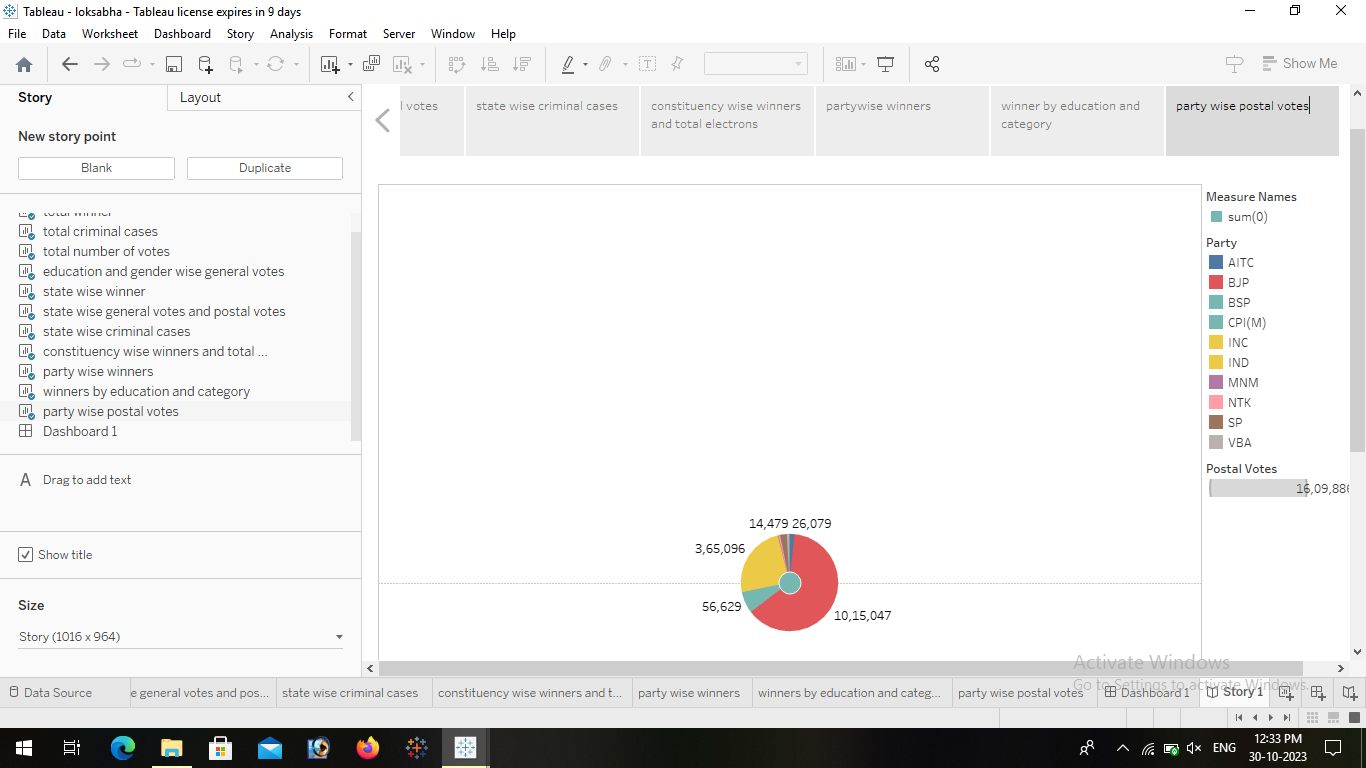 Tableau - loksabha - Tableau license expires in 9 days
File Data Worksheet Dashboard Story Analysis Format Server Window Help
Show Me
Story Layout
New story point
Blank Duplicate
total winner
total criminal cases
total number of votes
education and gender wise general votes
state wise winner
state wise general votes and postal votes
state wise criminal cases
constituency wise winners and total ...
party wise winners
winners by education and category
party wise postal votes
Dashboard 1
A Drag to add text
Show title
Size
Story (1016 x 964)
l votes
state wise criminal cases
constituency wise winners
and total electrons
partywise winners
winner by education and
category
party wise postal votes
14,479 26,079
3,65,096
56,629
10,15,047
Measure Names
sum(0)
Party
AITC
BJP
BSP
CPI(M)
INC
IND
MNM
NTK
SP
VBA
Postal Votes
16,09,886
Activate Windows
Go to Settings to activate Windows.
Data Source e general votes and pos... state wise criminal cases constituency wise winners and t... party wise winners winners by education and categ... party wise postal votes Dashboard 1 Story 1
ENG
12:33 PM
30-10-2023